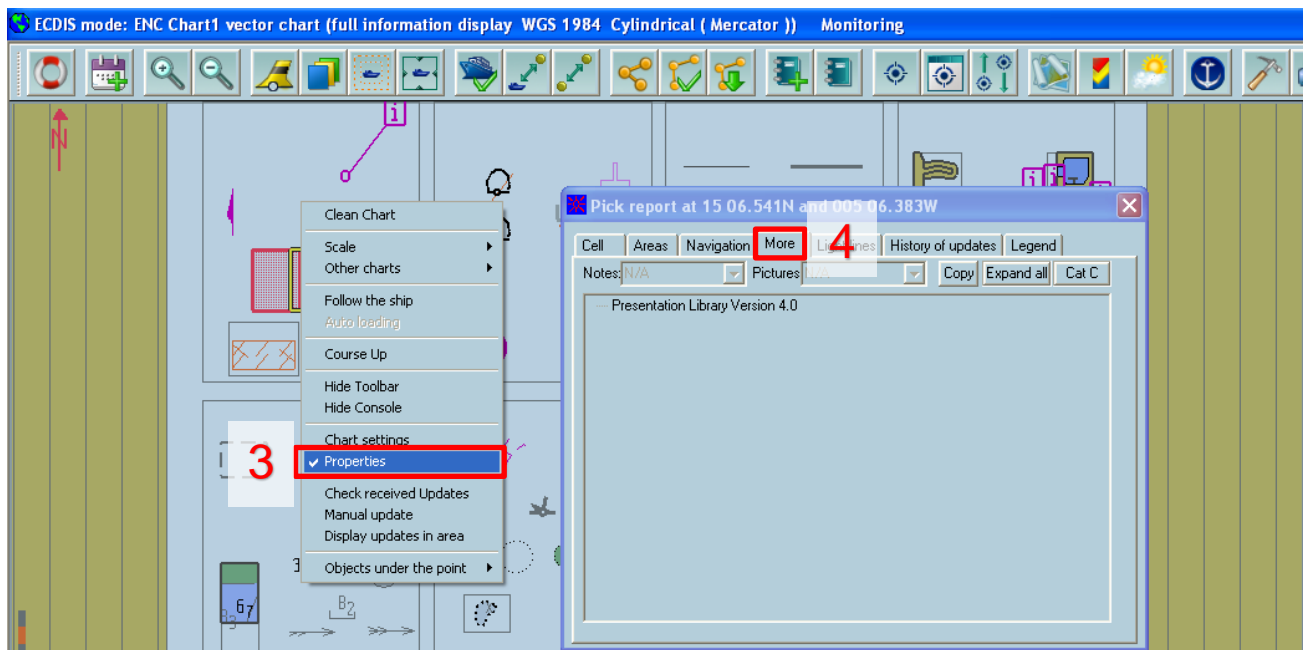 ECDIS mode: ENC Chart1 vector chart (full information display WGS 1984 Cylindrical ( Mercator )) Monitoring
N
i
Clean Chart
Scale
Other charts
Follow the ship
Auto loading
Course Up
Hide Toolbar
Hide Console
Chart settings
3
Properties
Check received Updates
Manual update
Display updates in area
Objects under the point
67
B2
i i
Pick report at 15 06.541N and 005 06.383W
Cell Areas Navigation More 4 History of updates Legend
Notes: N/A Pictures Copy Expand all Cat C
Presentation Library Version 4.0